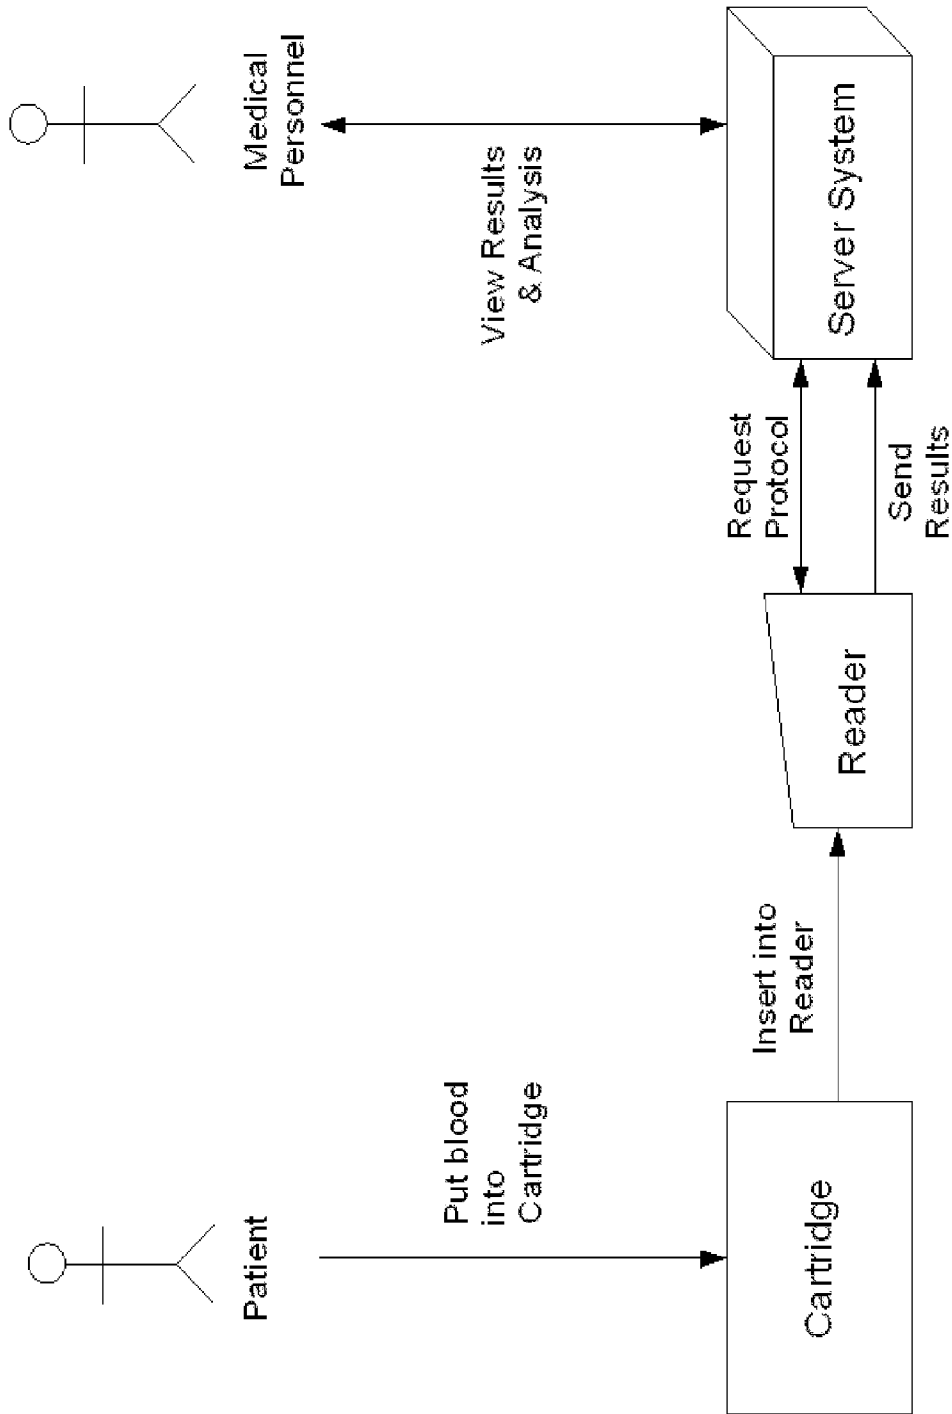 Patient
Put blood
into
Cartridge
Cartridge
Insert into
Reader
Reader
Request
Protocol
Send
Results
Server System
View Results
& Analysis
Medical
Personnel